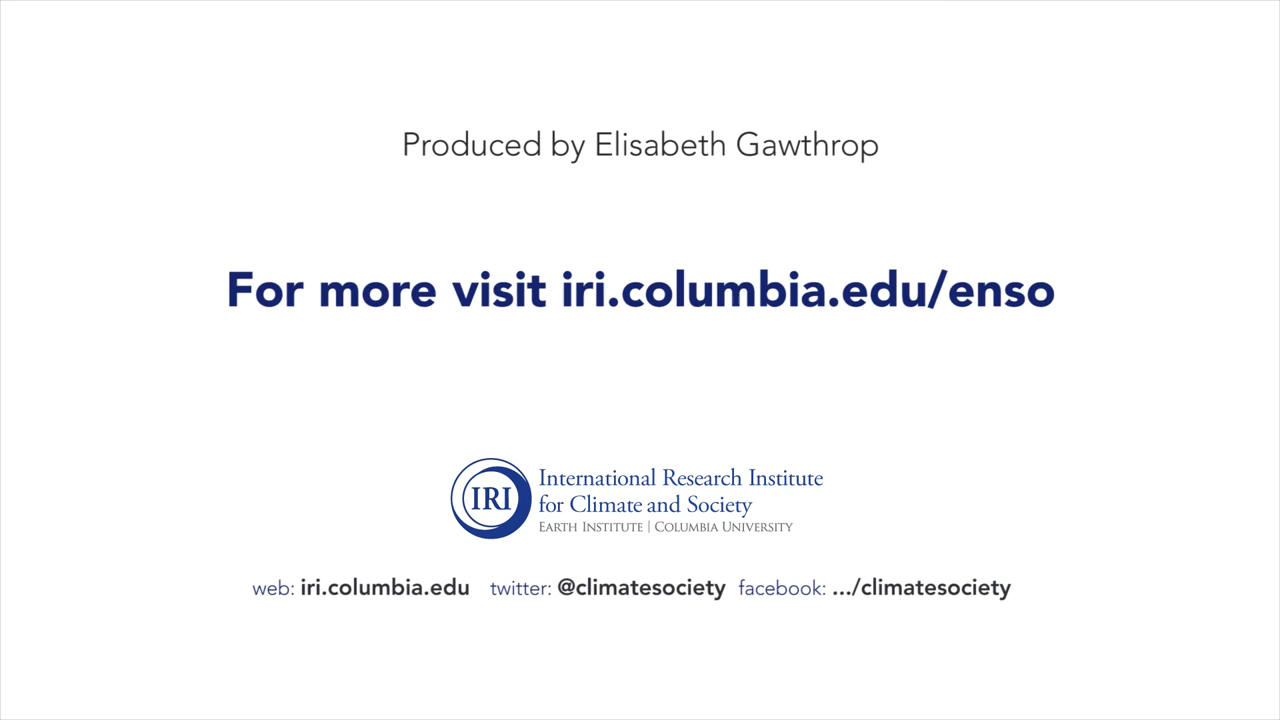 Produced by Elisabeth Gawthrop
For more visit iri.columbia.edu/enso
IRI
International Research Institute
for Climate and Society
EARTH INSTITUTE | COLUMBIA UNIVERSITY
web: iri.columbia.edu twitter: @climatesociety facebook: .../climatesociety